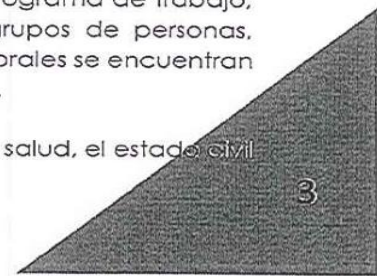 ograma de trabajo,
rupos de personas,
orales se encuentran
salud, el estado civil
3